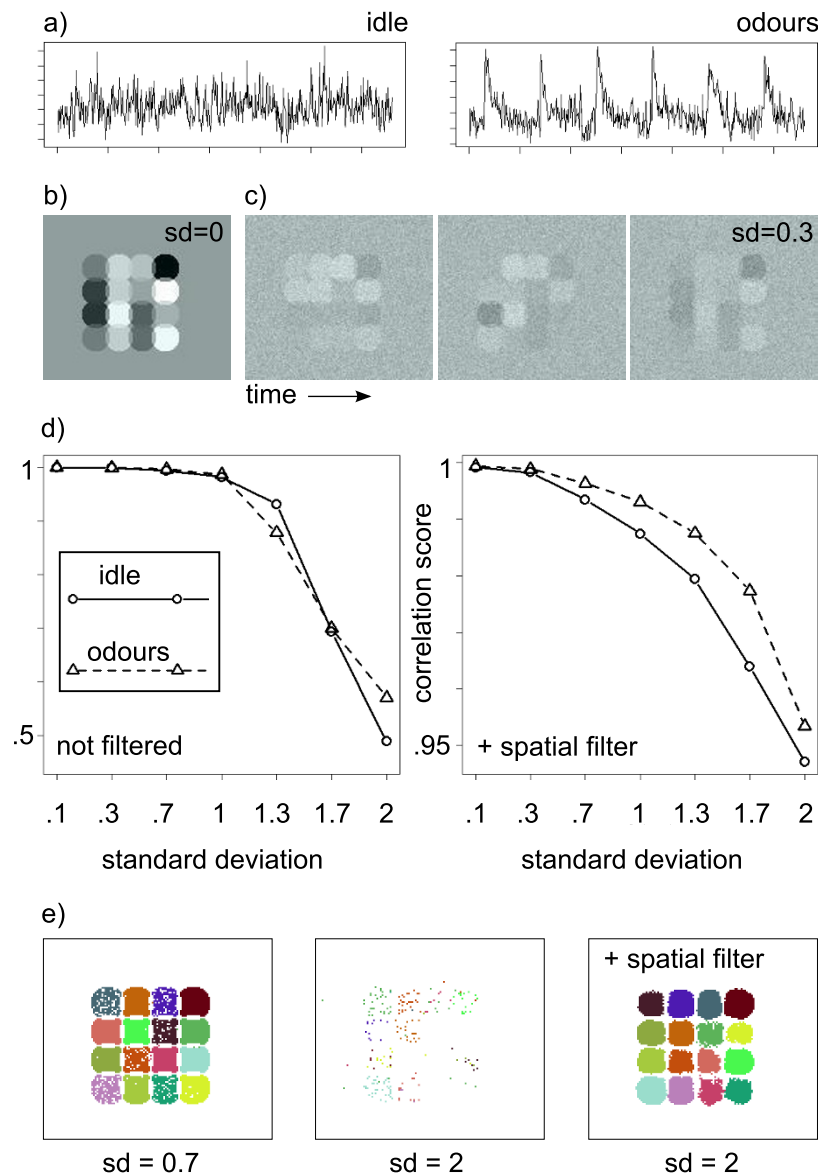 a) idle odours
b) c)
sd=0 sd=0.3
time
d)
1
.5
idle
odours
not filtered
.1 .3 .7 1 1.3 1.7 2
standard deviation
correlation score
1
.95
+ spatial filter
.1 .3 .7 1 1.3 1.7 2
standard deviation
e)
+ spatial filter
sd = 0.7 sd = 2 sd = 2